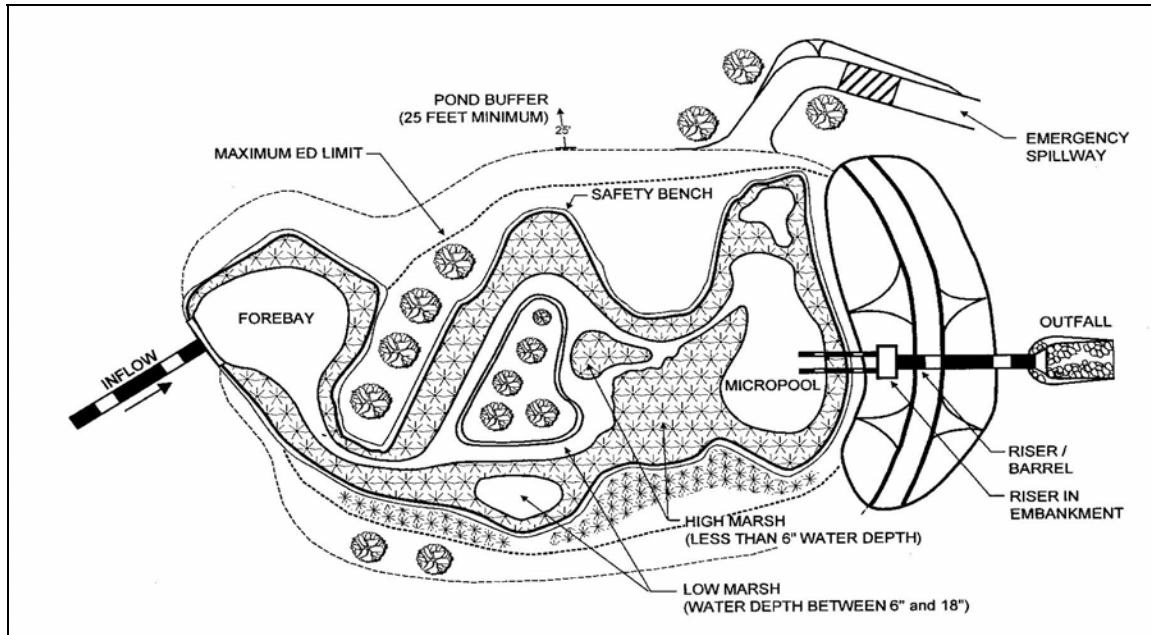 POND BUFFER
(25 FEET MINIMUM)
25'
MAXIMUM ED LIMIT
SAFETY BENCH
EMERGENCY
SPILLWAY
FOREBAY
INFLOW
MICROPOOL
OUTFALL
RISER /
BARREL
RISER IN
EMBANKMENT
HIGH MARSH
(LESS THAN 6" WATER DEPTH)
LOW MARSH
(WATER DEPTH BETWEEN 6" and 18")